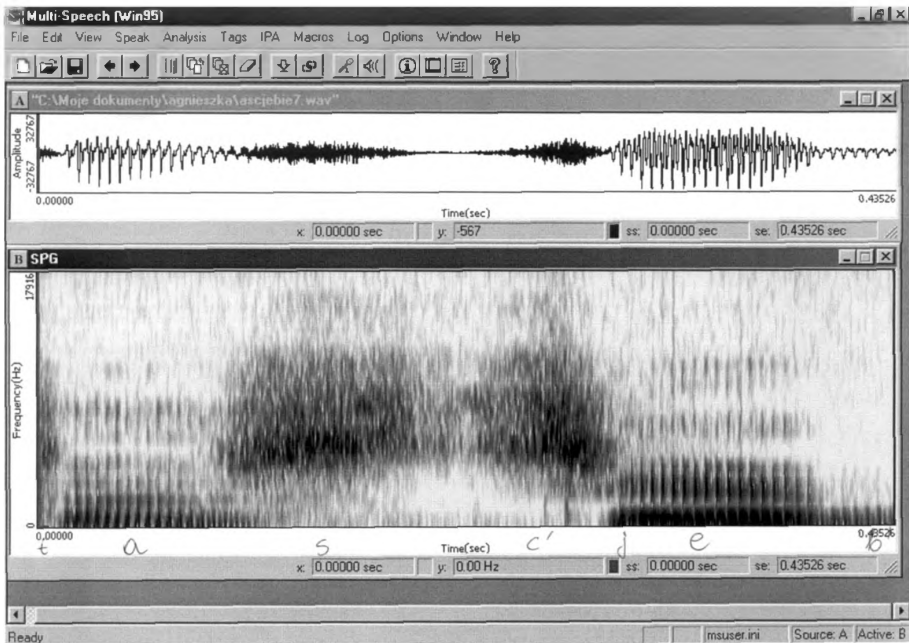 Multi-Speech (Win95)
File Edit View Speak Analysis Tags IPA Macros Log Options Window Help
A "C:\Moje dokumenty\agnieszka\ascjebie7.wav"
Amplitude
-32767 32767
0.00000 0.43526
Time(sec)
x: 0.00000 sec y: -567 ss: 0.00000 sec se: 0.43526 sec
B SPG
17916
Frequency(Hz)
0
0.00000 0.43526
t a s c' j e b
Time(sec)
x: 0.00000 sec y: 0.00 Hz ss: 0.00000 sec se: 0.43526 sec
Ready msuser.ini Source: A Active: B